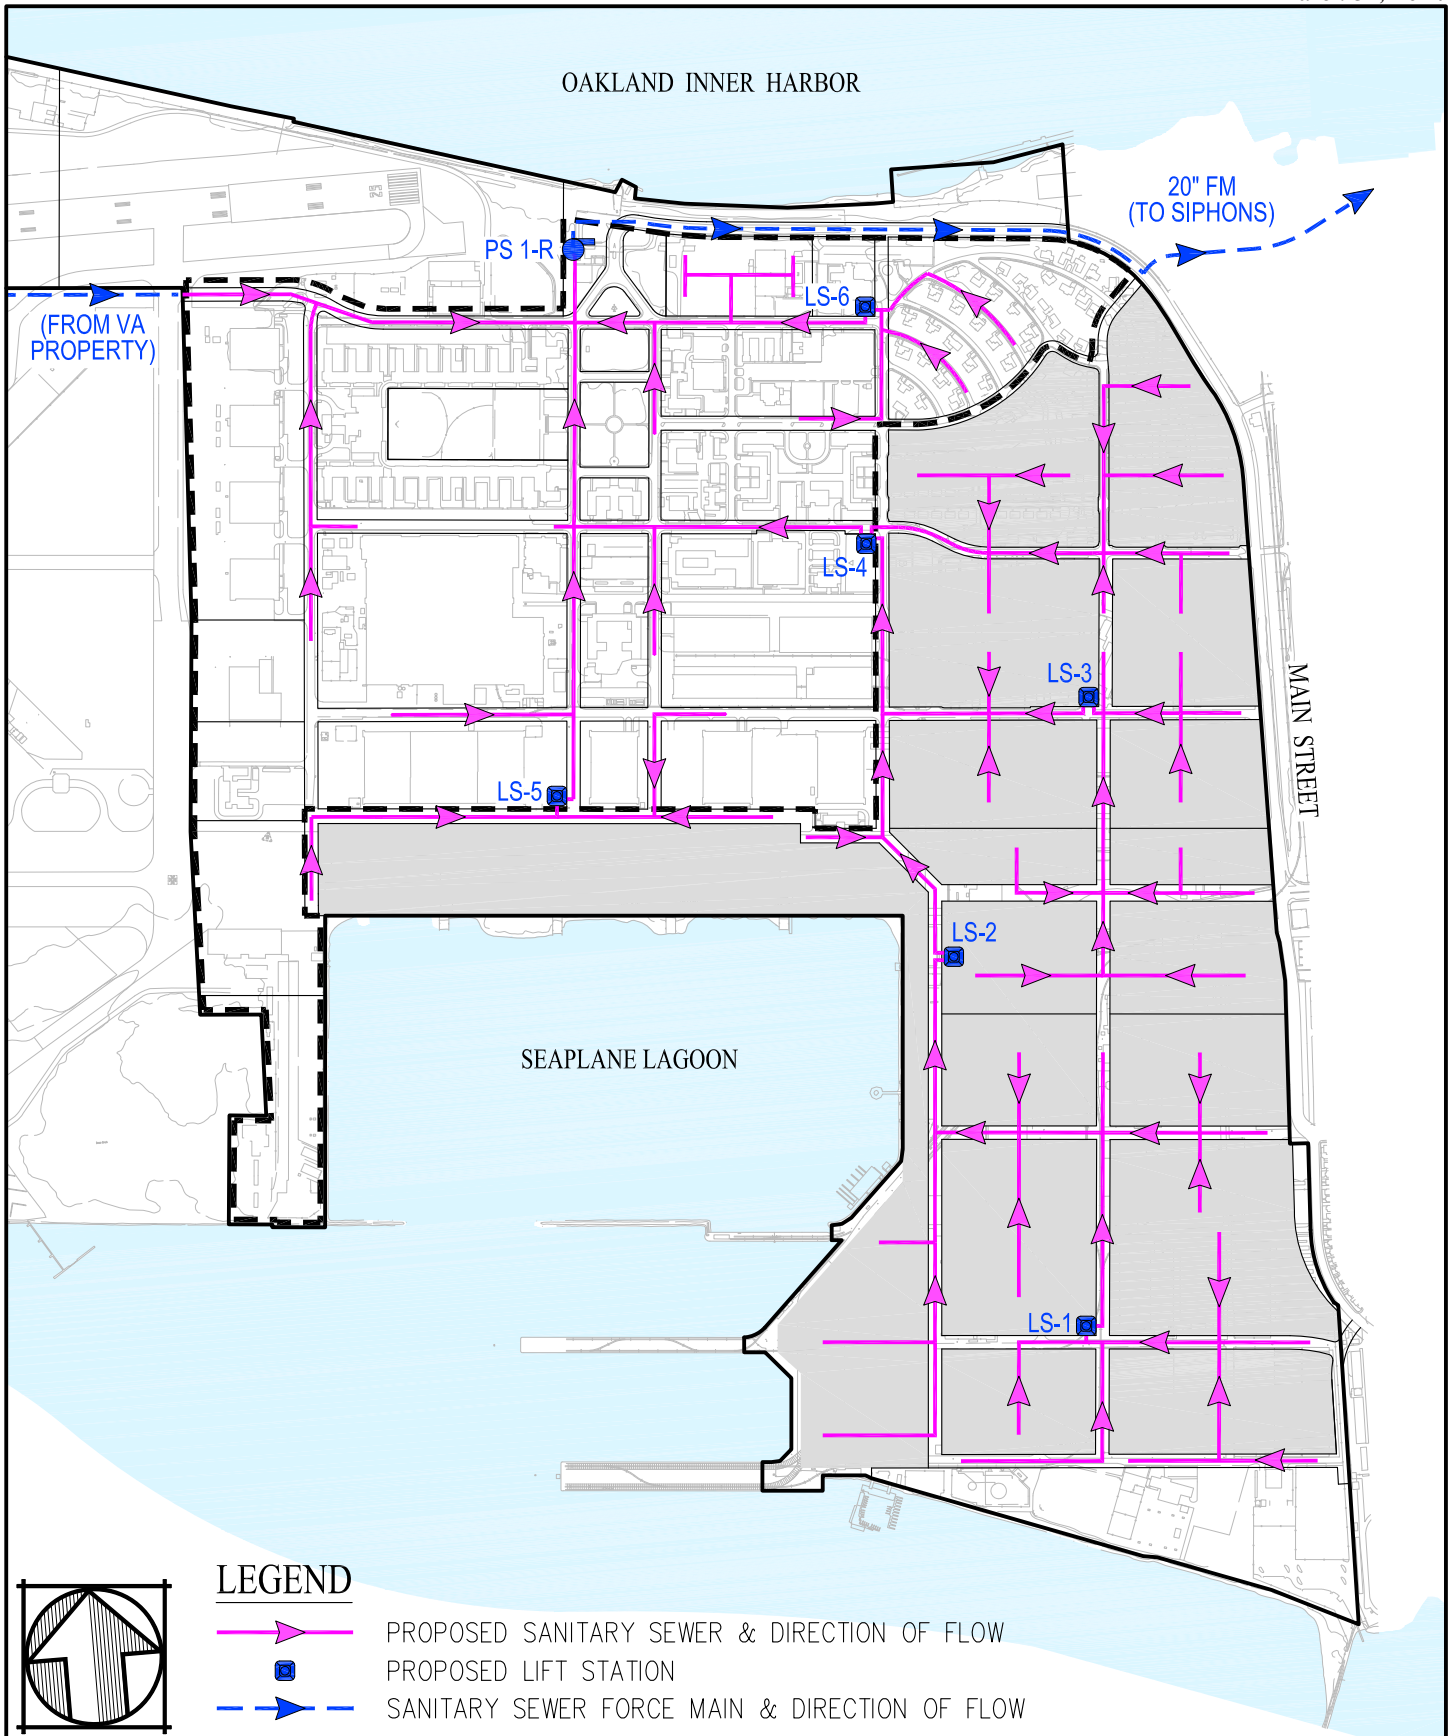 OAKLAND INNER HARBOR
20" FM
(TO SIPHONS)
PS 1-R
LS-6
(FROM VA
PROPERTY)
LS-4
LS-3
MAIN STREET
LS-5
LS-2
SEAPLANE LAGOON
LS-1
LEGEND
PROPOSED SANITARY SEWER & DIRECTION OF FLOW
PROPOSED LIFT STATION
SANITARY SEWER FORCE MAIN & DIRECTION OF FLOW